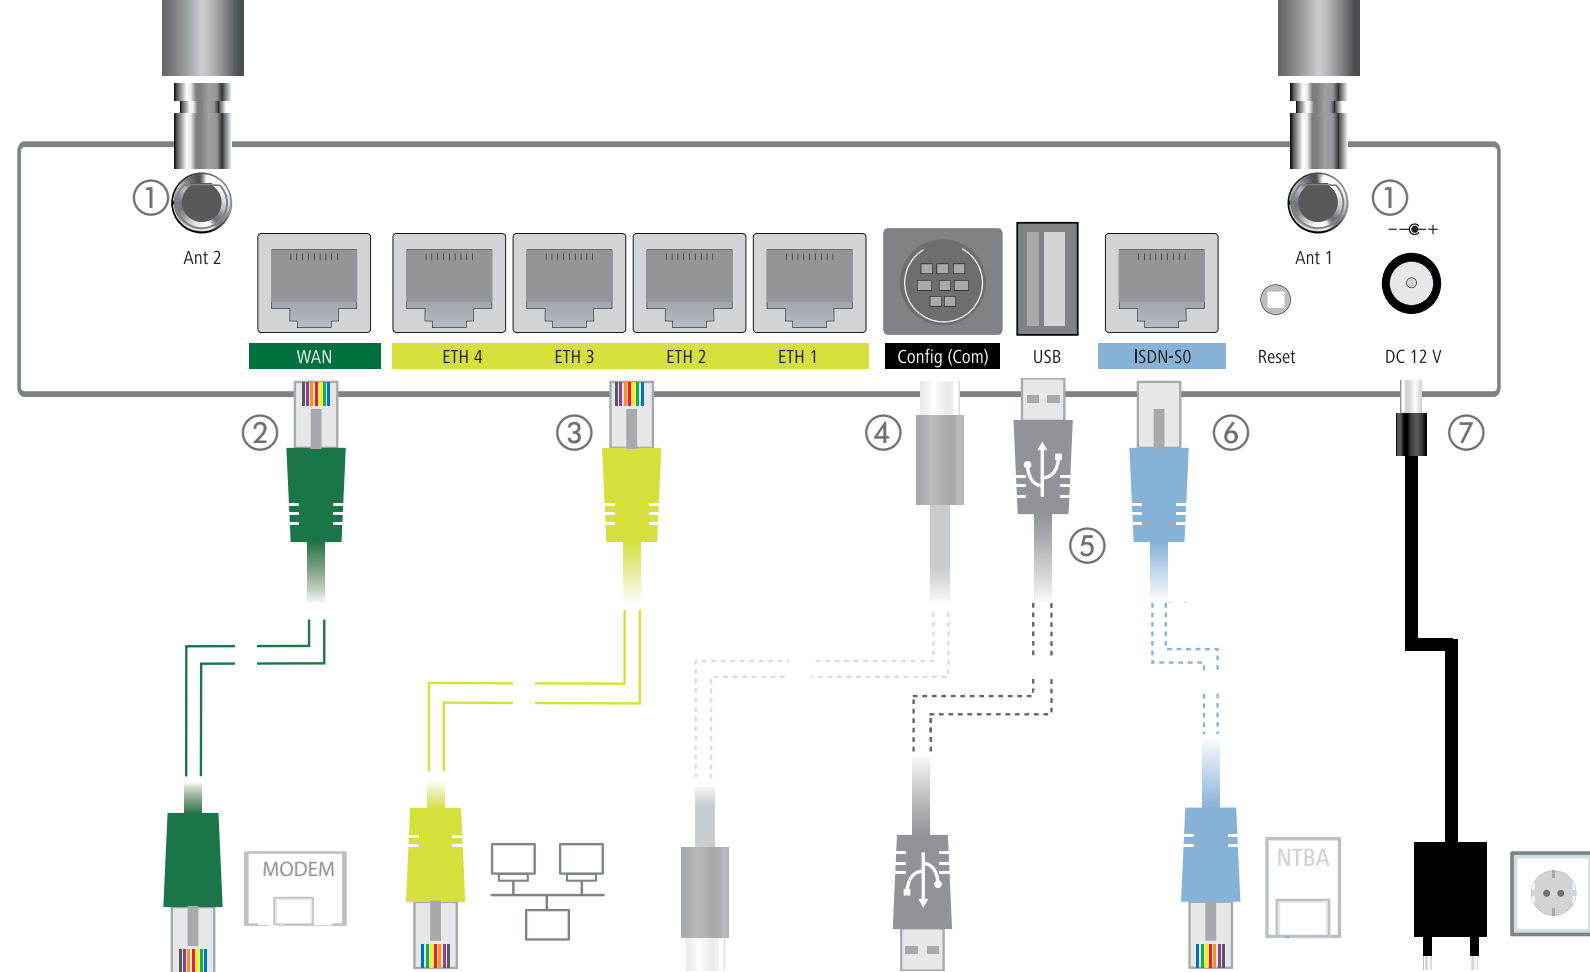 ① ①
Ant 2 Ant 1
WAN ETH 4 ETH 3 ETH 2 ETH 1 Config (Com) USB ISDN-S0 Reset DC 12 V
② ③ ④ ⑥ ⑦
⑤
MODEM NTBA